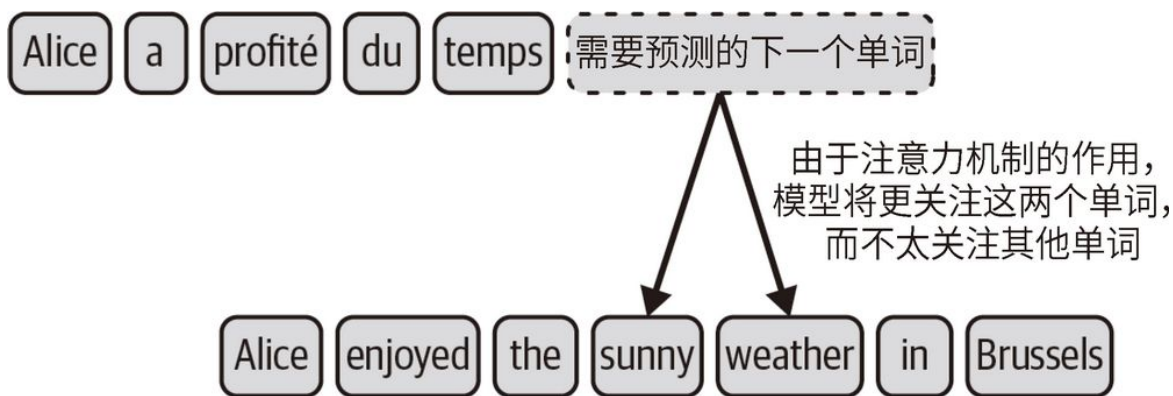 Alice a profité du temps 需要预测的下一个单词
由于注意力机制的作用，
模型将更关注这两个单词，
而不太关注其他单词
Alice enjoyed the sunny weather in Brussels